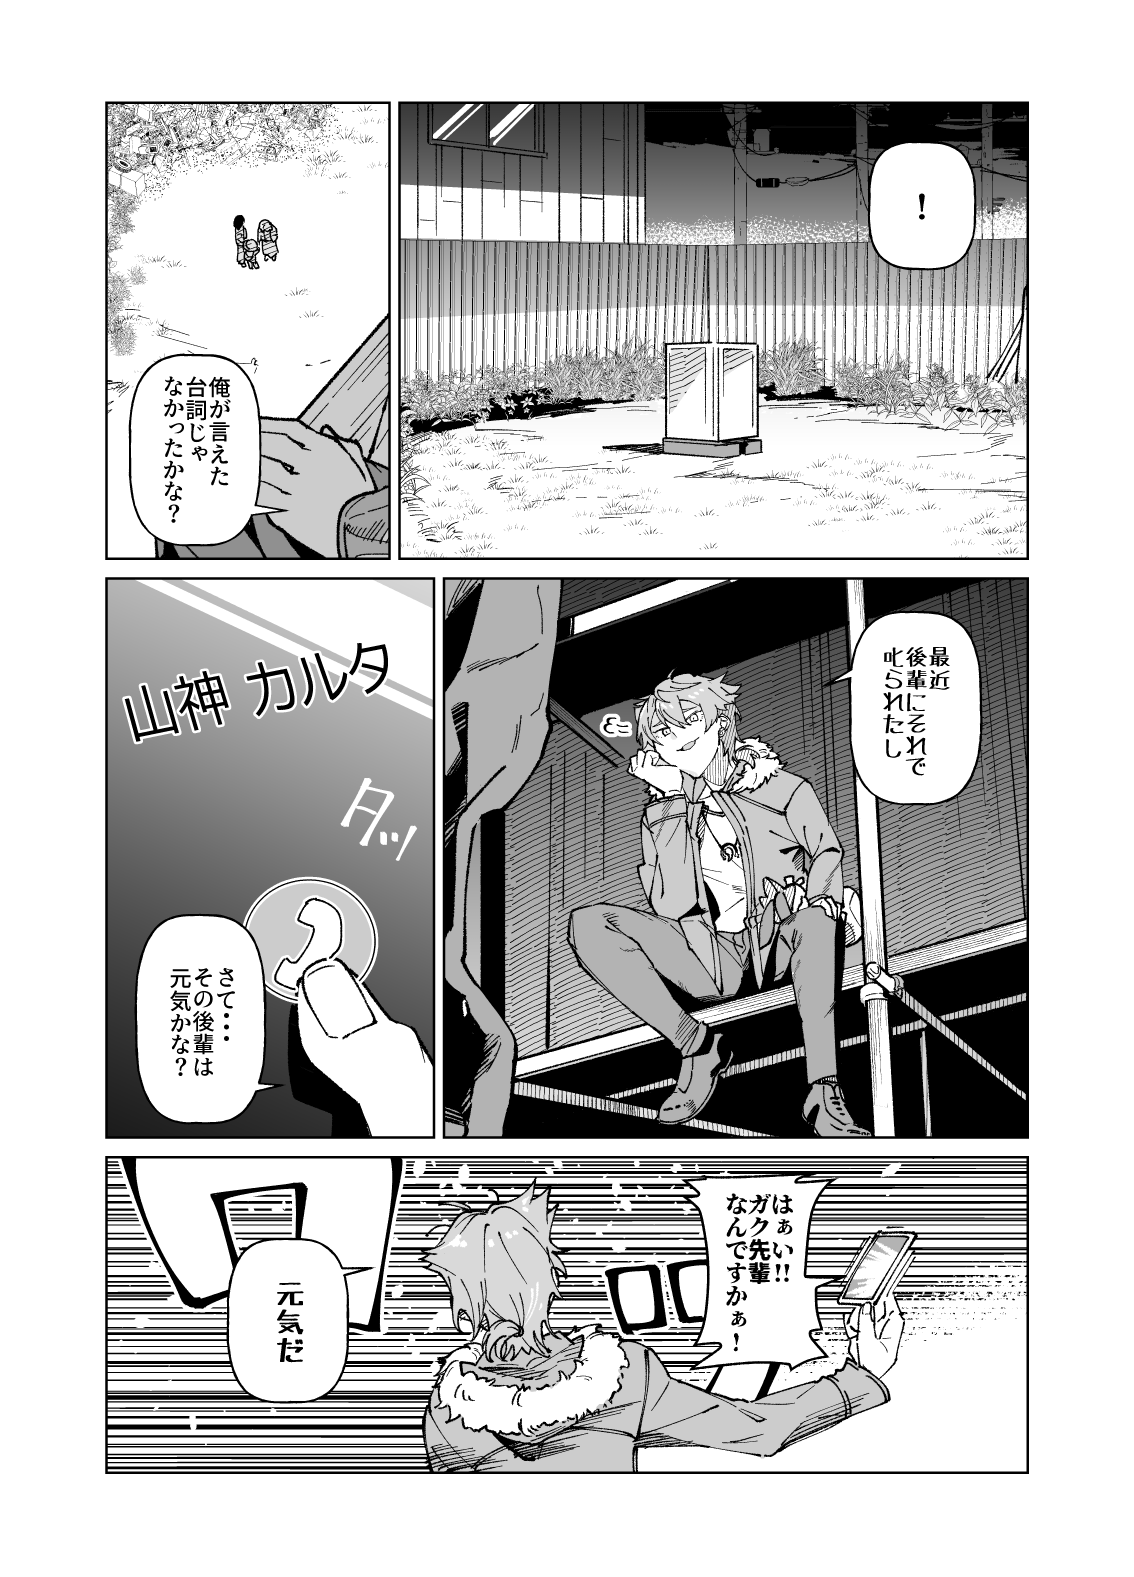 ！
俺が言えた
台詞じゃ
なかったかな？
最近
後輩にそれで
叱られたし
ニコ
山神 カルタ
タッ
さて・・・
その後輩は
元気かな？
はぁい!!
ガク先輩
なんですかぁ！
元気だ